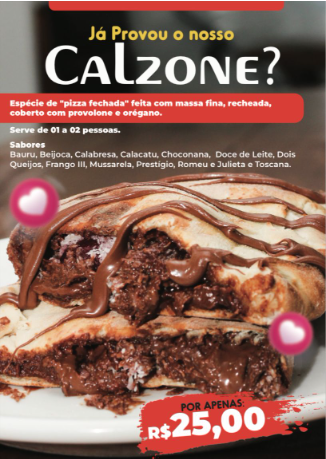 Já Provou o nosso
CALZONE?
Espécie de "pizza fechada" feita com massa fina, recheada,
coberto com provolone e orégano.
Serve de 01 a 02 pessoas.
Sabores
Bauru, Beijoca, Calabresa, Calacatu, Choconana, Doce de Leite, Dois
Queijos, Frango III, Mussarela, Prestígio, Romeu e Julieta e Toscana.
POR APENAS:
R$25,00